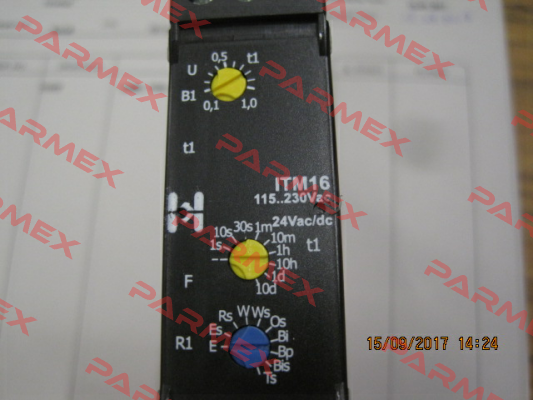 PARMEX
0,5 t1
U
B1
0,1 1,0
t1
ITM16
115..230Va
24Vac/dc
30s 1m
10s 10m
1s 1h t1
-- 10h
1d
F 10d
W Ws
Rs Os
Es Bi
R1 E Bp
Bis
Ts
15/09/2017 14:24